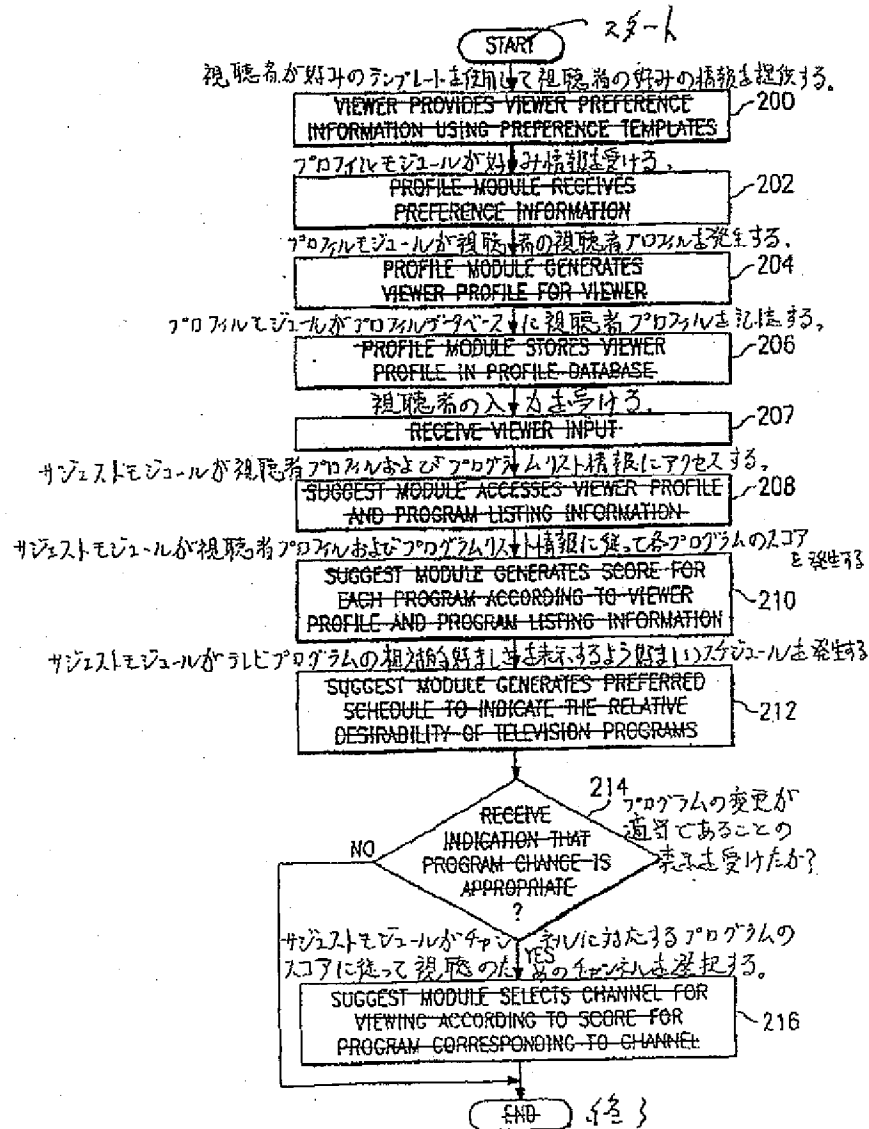 START
スタート
視聴者が好みのテンプレートを使用して視聴者の好みの情報を提供する。
VIEWER PROVIDES VIEWER PREFERENCE
INFORMATION USING PREFERENCE TEMPLATES
200
プロフィルモジュールが好み情報を受ける。
PROFILE MODULE RECEIVES
PREFERENCE INFORMATION
202
プロフィルモジュールが視聴者の視聴者プロフィルを発生する。
PROFILE MODULE GENERATES
VIEWER PROFILE FOR VIEWER
204
プロフィルモジュールがプロフィルデータベースに視聴者プロフィルを記憶する。
PROFILE MODULE STORES VIEWER
PROFILE IN PROFILE DATABASE
206
視聴者の入力を受ける。
RECEIVE VIEWER INPUT
207
サジェストモジュールが視聴者プロフィルおよびプログラムリスト情報にアクセスする。
SUGGEST MODULE ACCESSES VIEWER PROFILE
AND PROGRAM LISTING INFORMATION
208
サジェストモジュールが視聴者プロフィルおよびプログラムリスト情報に従って各プログラムのスコア
を発生する
SUGGEST MODULE GENERATES SCORE FOR
EACH PROGRAM ACCORDING TO VIEWER
PROFILE AND PROGRAM LISTING INFORMATION
210
サジェストモジュールがテレビプログラムの相対的好ましさを表示するよう好ましいスケジュールを発生する
SUGGEST MODULE GENERATES PREFERRED
SCHEDULE TO INDICATE THE RELATIVE
DESIRABILITY OF TELEVISION PROGRAMS
212
214
プログラムの変更が
適切であることの
表示を受けたか?
RECEIVE
INDICATION THAT
PROGRAM CHANGE IS
APPROPRIATE
?
NO
サジェストモジュールがチャンネルに対応するプログラムの
YES
スコアに従って視聴のためのチャンネルを選択する。
SUGGEST MODULE SELECTS CHANNEL FOR
VIEWING ACCORDING TO SCORE FOR
PROGRAM CORRESPONDING TO CHANNEL
216
END
終了